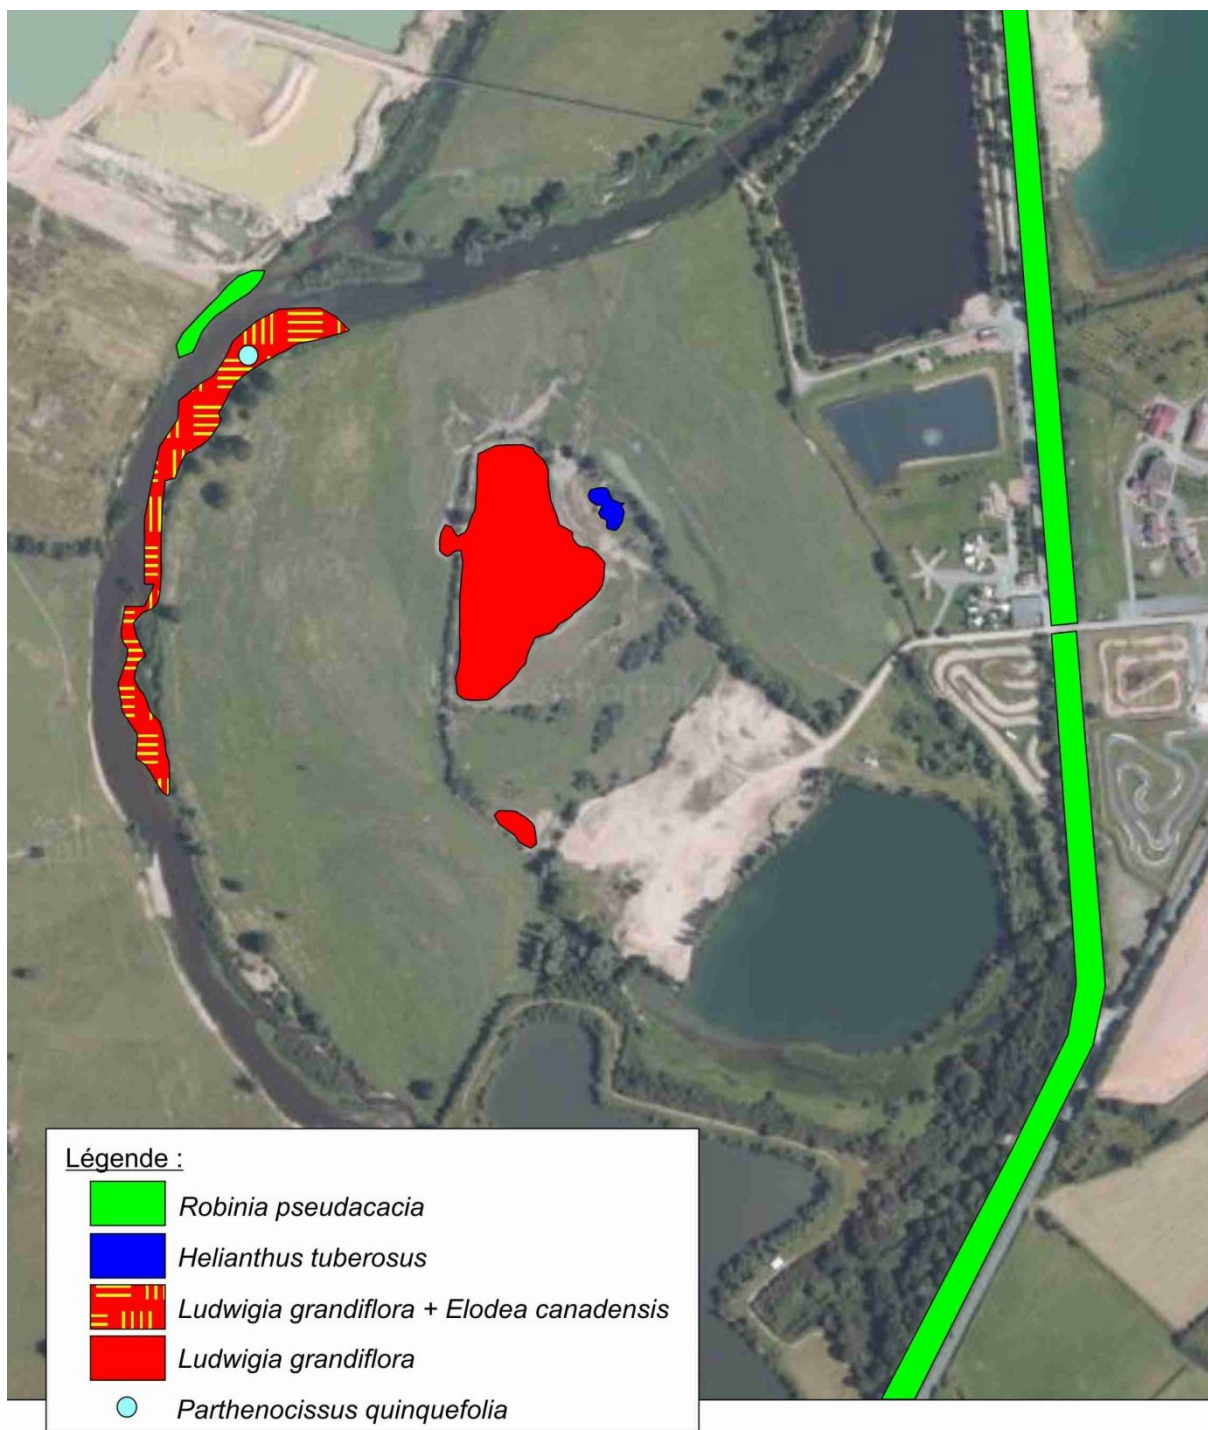 Légende :
Robinia pseudacacia
Helianthus tuberosus
Ludwigia grandiflora + Elodea canadensis
Ludwigia grandiflora
Parthenocissus quinquefolia